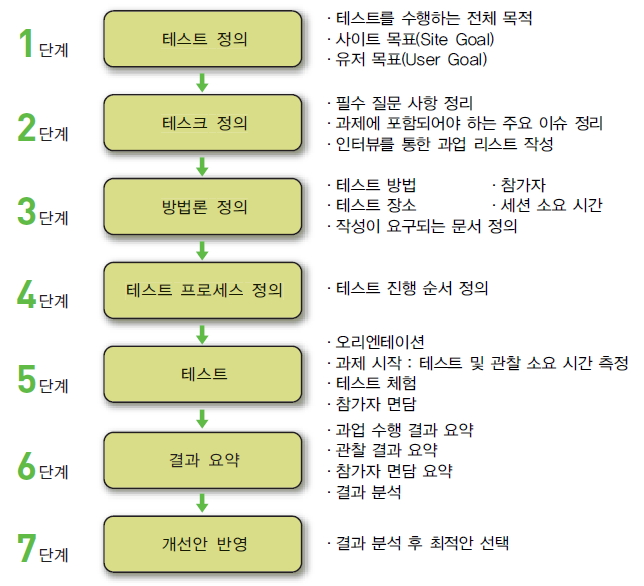 1단계
테스트 정의
· 테스트를 수행하는 전체 목적
· 사이트 목표(Site Goal)
· 유저 목표(User Goal)
2단계
테스크 정의
· 필수 질문 사항 정리
· 과제에 포함되어야 하는 주요 이슈 정리
· 인터뷰를 통한 과업 리스트 작성
3단계
방법론 정의
· 테스트 방법 · 참가자
· 테스트 장소 · 세션 소요 시간
· 작성이 요구되는 문서 정의
4단계
테스트 프로세스 정의
· 테스트 진행 순서 정의
5단계
테스트
· 오리엔테이션
· 과제 시작 : 테스트 및 관찰 소요 시간 측정
· 테스트 체험
· 참가자 면담
6단계
결과 요약
· 과업 수행 결과 요약
· 관찰 결과 요약
· 참가자 면담 요약
· 결과 분석
7단계
개선안 반영
· 결과 분석 후 최적안 선택